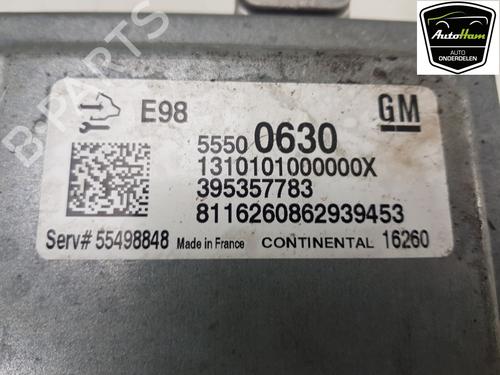 AutoHam
AUTO
ONDERDELEN
E98
GM
5550 0630
1310101000000X
395357783
8116260862939453
Serv# 55498848 Made in France CONTINENTAL 16260
B-PARTS